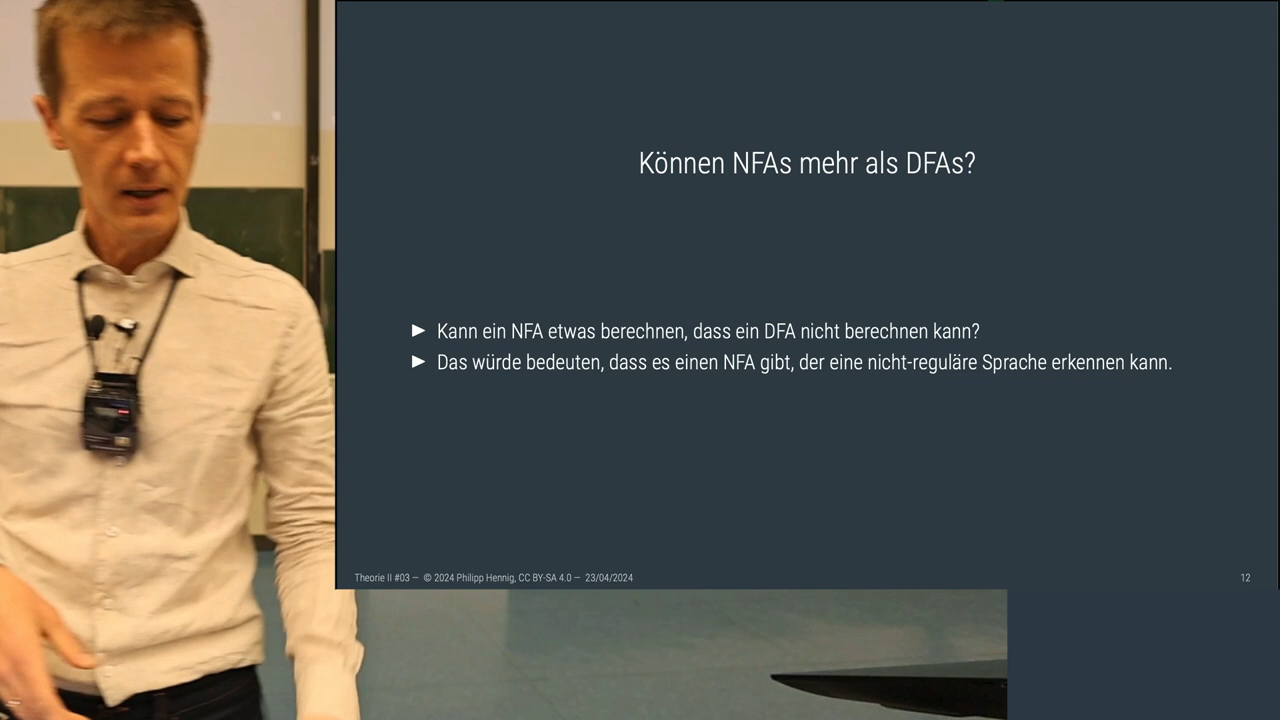 Können NFAs mehr als DFAs?
► Kann ein NFA etwas berechnen, dass ein DFA nicht berechnen kann?
► Das würde bedeuten, dass es einen NFA gibt, der eine nicht-reguläre Sprache erkennen kann.
Theorie II #03 — © 2024 Philipp Hennig, CC BY-SA 4.0 — 23/04/2024 12